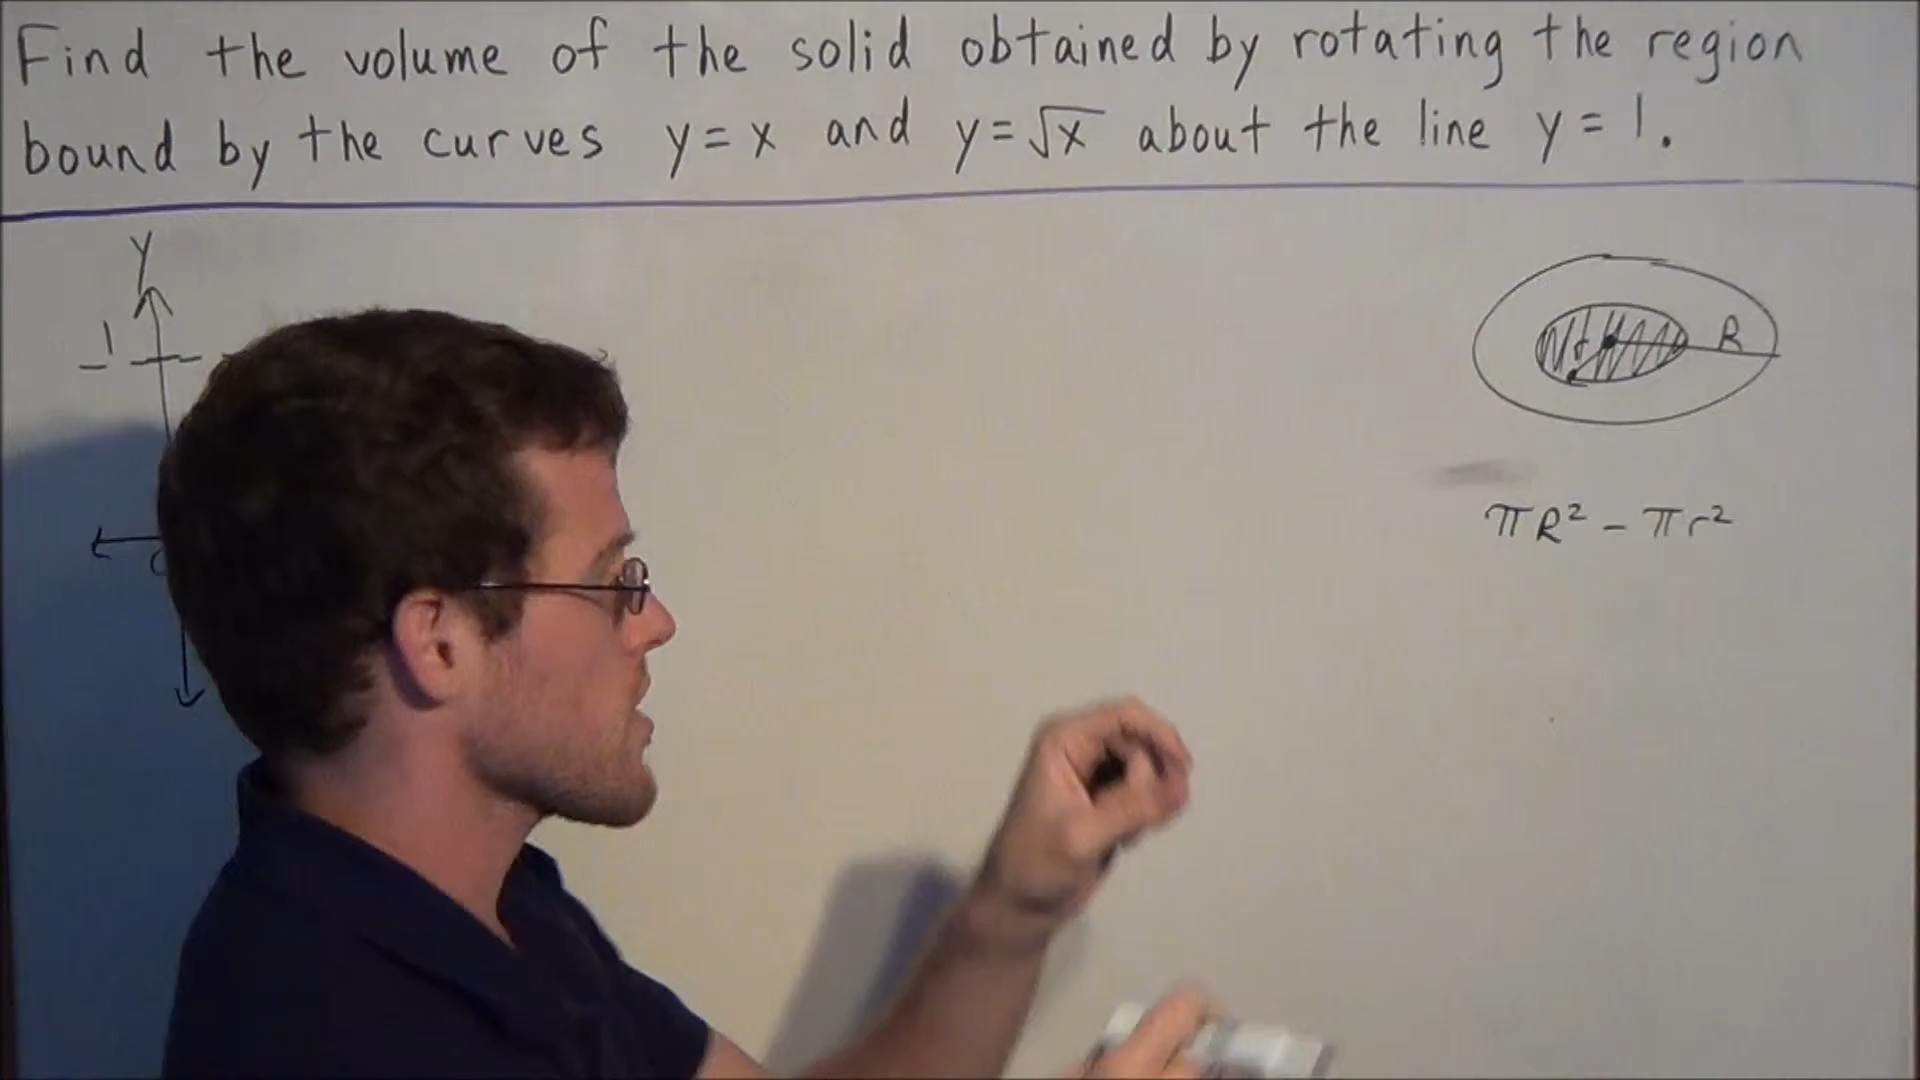 Find the volume of the solid obtained by rotating the region
bound by the curves y = x and y = √x about the line y = 1.
y
1
R
r
πR² - πr²